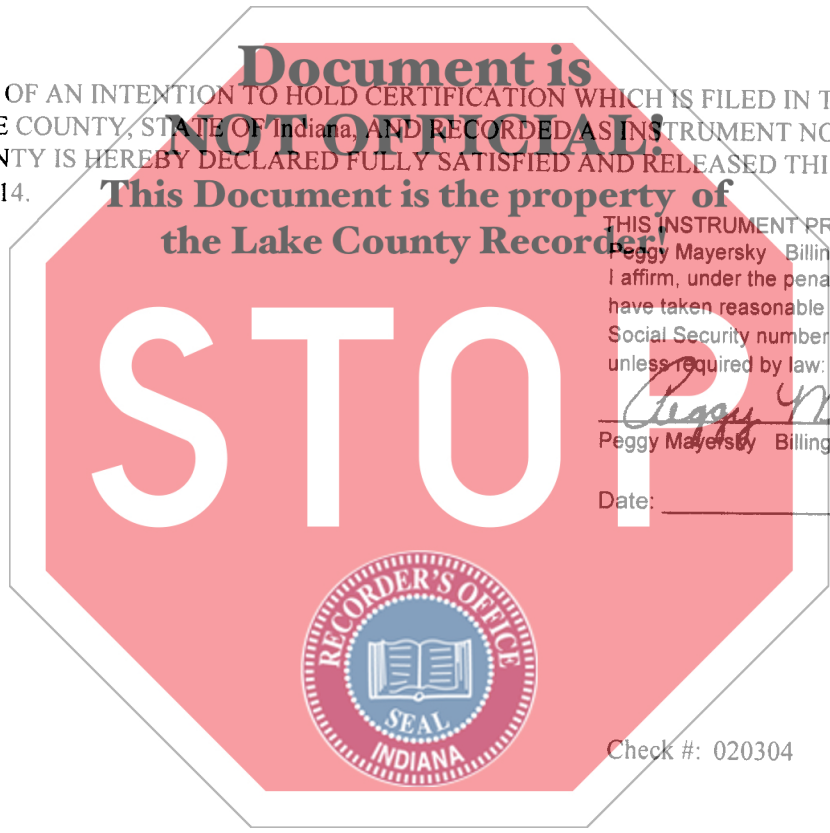 Document is
OF AN INTENTION TO HOLD CERTIFICATION WHICH IS FILED IN T
NOT OFFICIAL!
E COUNTY, STATE OF Indiana, AND RECORDED AS INSTRUMENT NO
NTY IS HEREBY DECLARED FULLY SATISFIED AND RELEASED THI
14.
This Document is the property of
the Lake County Recorder!
THIS INSTRUMENT PR
Peggy Mayersky Billin
I affirm, under the pena
have taken reasonable
Social Security number
unless required by law:
STOP
Peggy M
Peggy Mayersky Billing
Date:
RECORDER'S OFFICE
SEAL
INDIANA
Check #: 020304